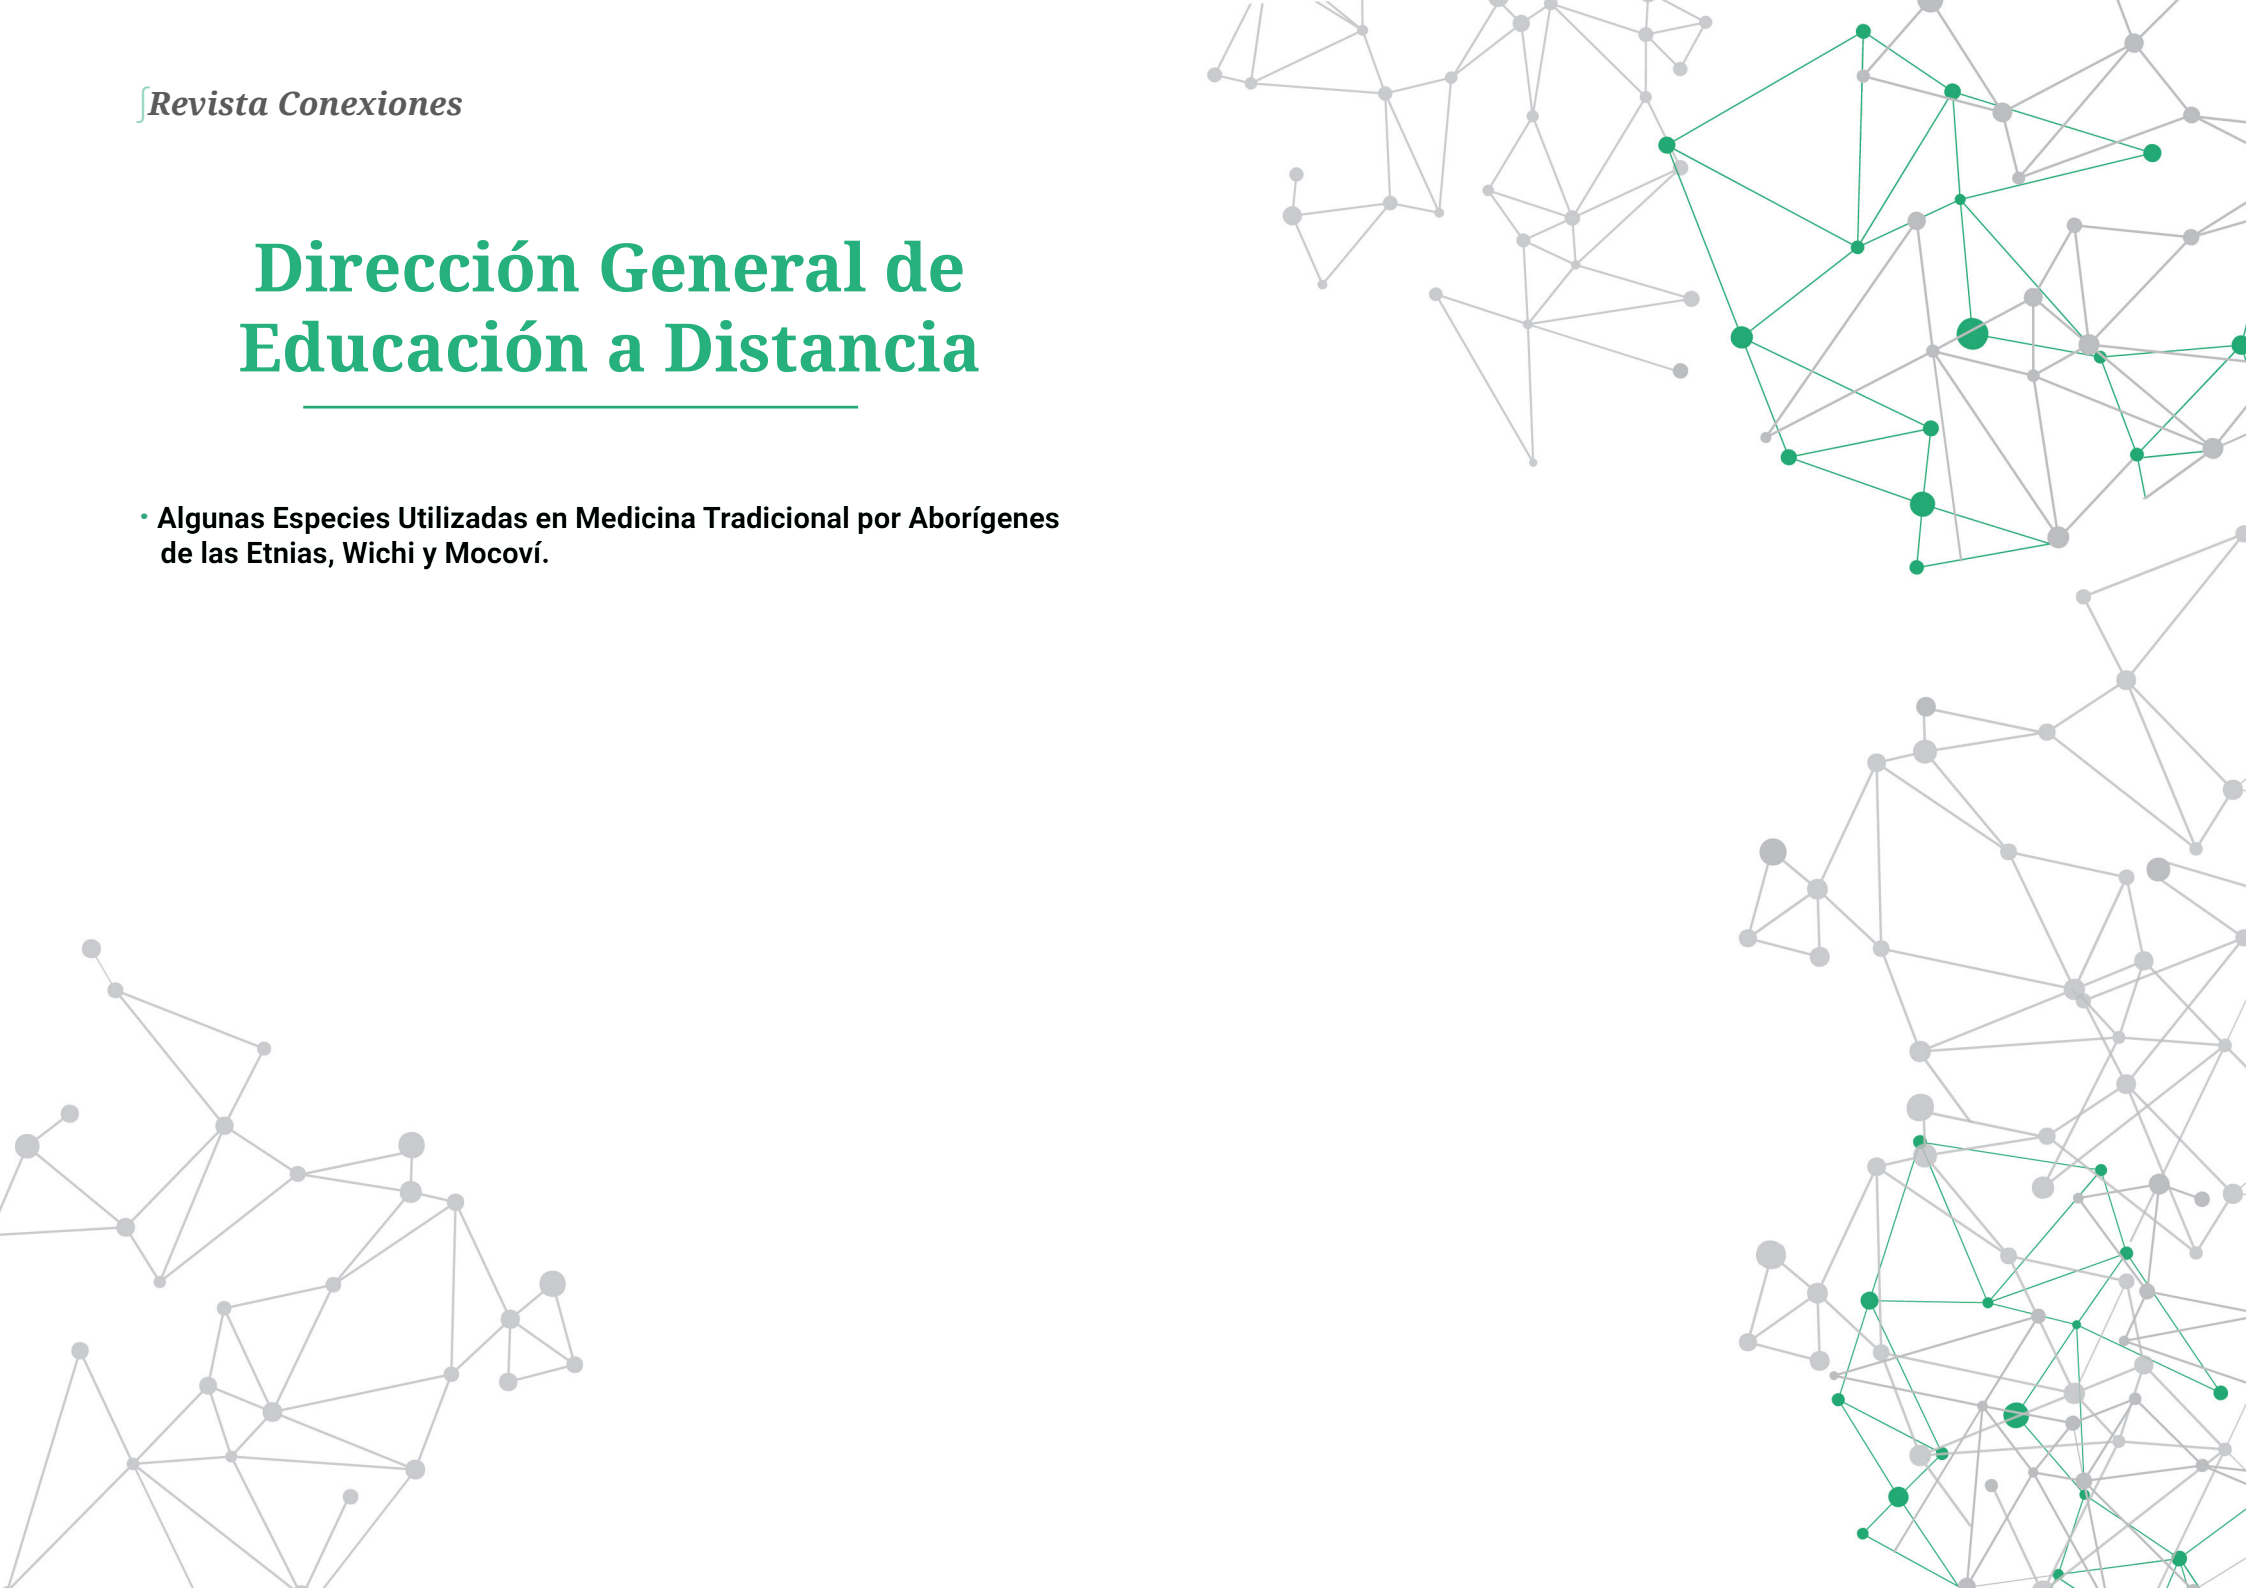 Revista Conexiones
Dirección General de
Educación a Distancia
· Algunas Especies Utilizadas en Medicina Tradicional por Aborígenes
de las Etnias, Wichi y Mocoví.